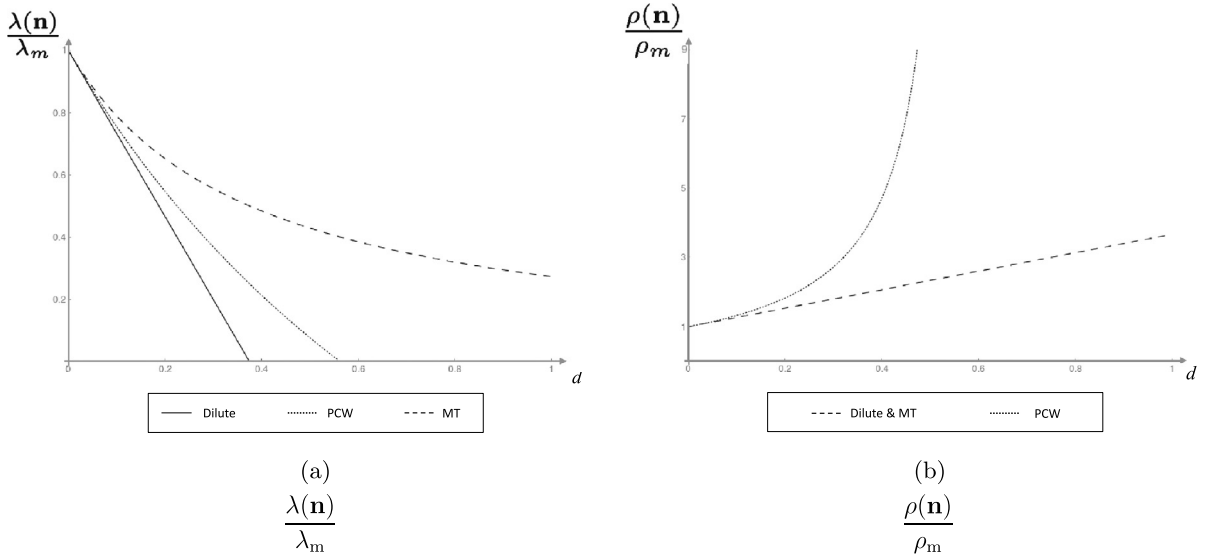 λ(n)
λm
1
0.8
0.6
0.4
0.2
0
0.2
0.4
0.6
0.8
1
d
Dilute
PCW
MT
(a)
λ(n)
λm
ρ(n)
ρm
9
7
5
3
1
0
0.2
0.4
0.6
0.8
1
d
Dilute & MT
PCW
(b)
ρ(n)
ρm